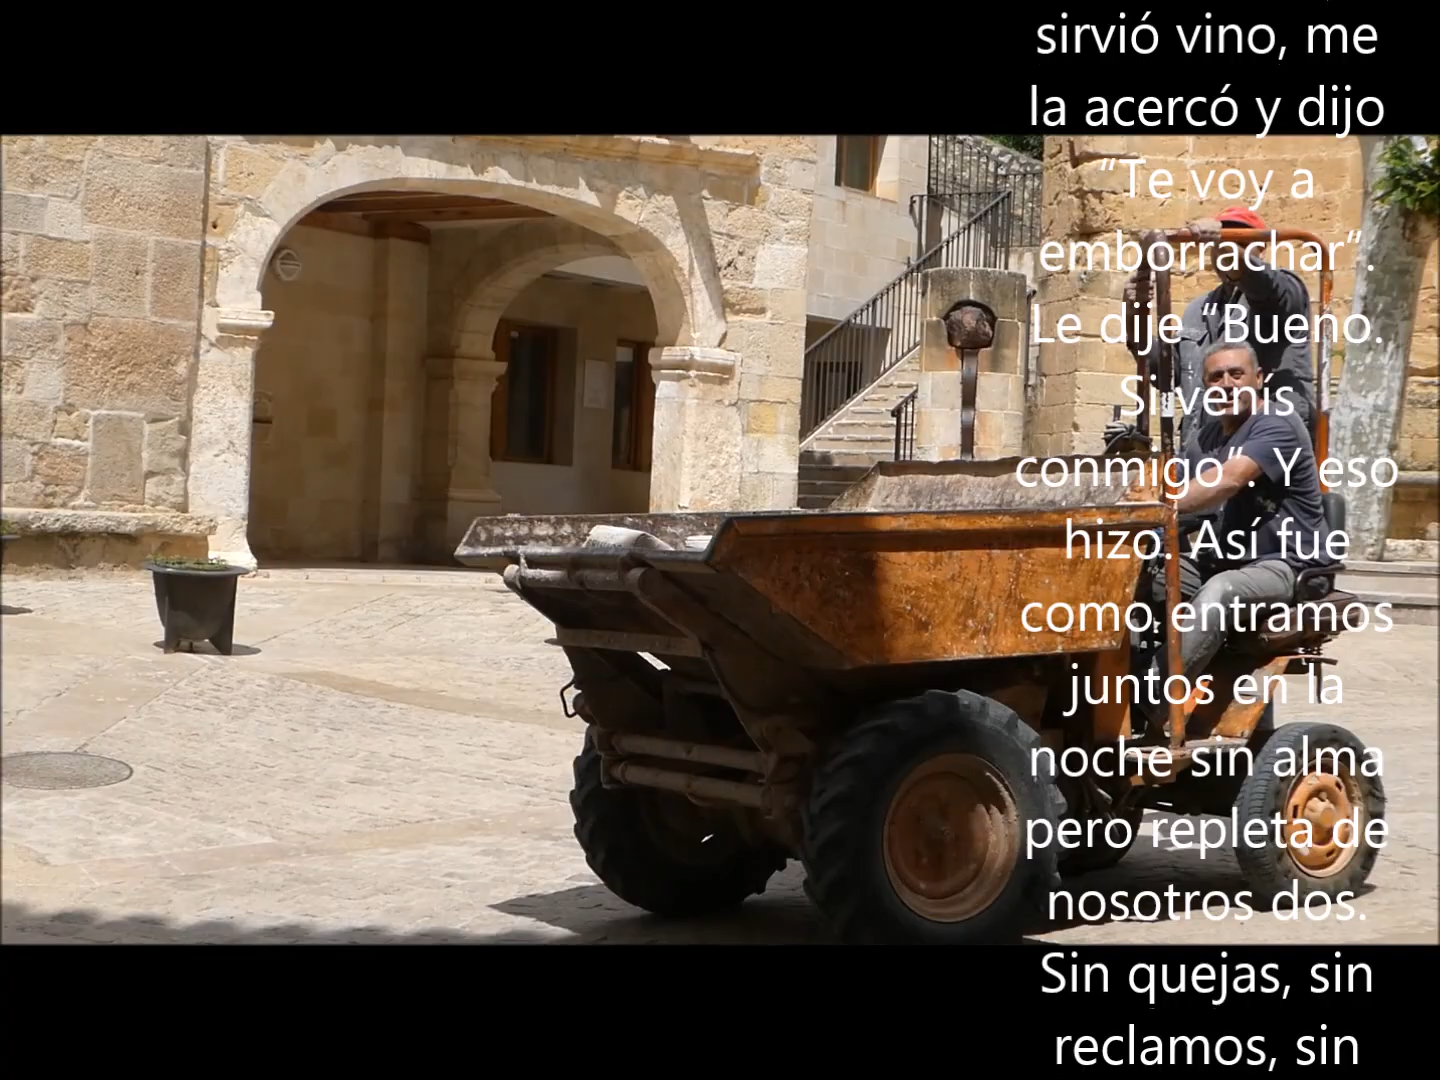 sirvió vino, me
la acercó y dijo
“Te voy a
emborrachar”.
Le dije “Bueno.
Si venís
conmigo”. Y eso
hizo. Así fue
como entramos
juntos en la
noche sin alma
pero repleta de
nosotros dos.
Sin quejas, sin
reclamos, sin